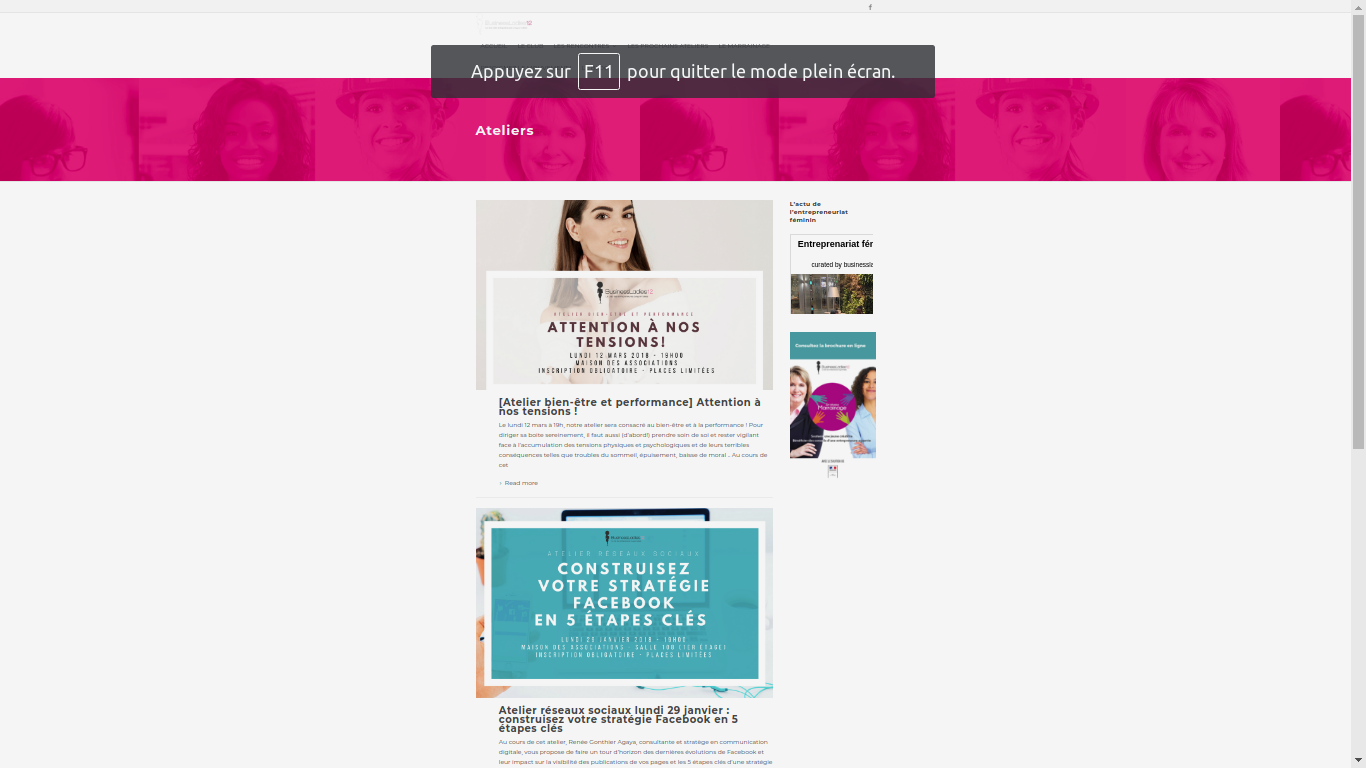 BusinessLadies12
ACCUEIL LE CLUB LES RENCONTRES LES PROCHAINS ATELIERS LE MARRAINAGE
Appuyez sur F11 pour quitter le mode plein écran.
Ateliers
BusinessLadies12
ATELIER BIEN-ÊTRE ET PERFORMANCE
ATTENTION À NOS
TENSIONS!
LUNDI 12 MARS 2018 - 19H00
MAISON DES ASSOCIATIONS
INSCRIPTION OBLIGATOIRE - PLACES LIMITÉES
[Atelier bien-être et performance] Attention à
nos tensions !
Le lundi 12 mars à 19h, notre atelier sera consacré au bien-être et à la performance ! Pour
diriger sa boite sereinement, il faut aussi (d'abord!) prendre soin de soi et rester vigilant
face à l'accumulation des tensions physiques et psychologiques et de leurs terribles
conséquences telles que troubles du sommeil, épuisement, baisse de moral .. Au cours de
cet
› Read more
BusinessLadies12
ATELIER RÉSEAUX SOCIAUX
CONSTRUISEZ
VOTRE STRATÉGIE
FACEBOOK
EN 5 ÉTAPES CLÉS
LUNDI 29 JANVIER 2018 - 19H00
MAISON DES ASSOCIATIONS - SALLE 100 (1ER ETAGE)
INSCRIPTION OBLIGATOIRE - PLACES LIMITÉES
Atelier réseaux sociaux lundi 29 janvier :
construisez votre stratégie Facebook en 5
étapes clés
Au cours de cet atelier, Renée Gonthier Agaya, consultante et stratège en communication
digitale, vous propose de faire un tour d'horizon des dernières évolutions de Facebook et
leur impact sur la visibilité des publications de vos pages et les 5 étapes clés d'une stratégie
L'actu de
l'entrepreneuriat
féminin
Entreprenariat fér
curated by businessla
Consultez la brochure en ligne
BusinessLadies12
Marrainage